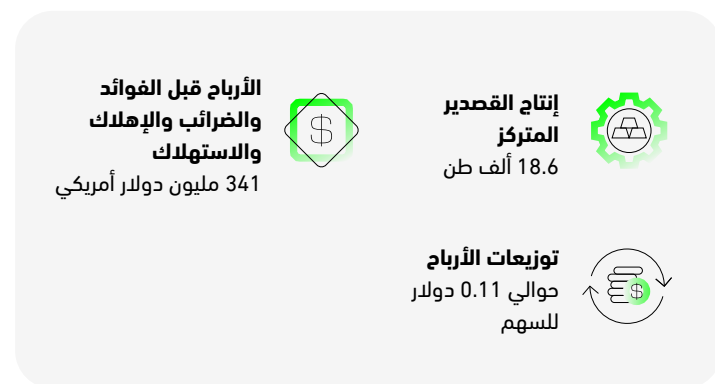 إنتاج القصدير
المتركز
18.6 ألف طن
الأرباح قبل الفوائد
والضرائب والإهلاك
والاستهلاك
341 مليون دولار أمريكي
توزيعات الأرباح
حوالي 0.11 دولار
للسهم